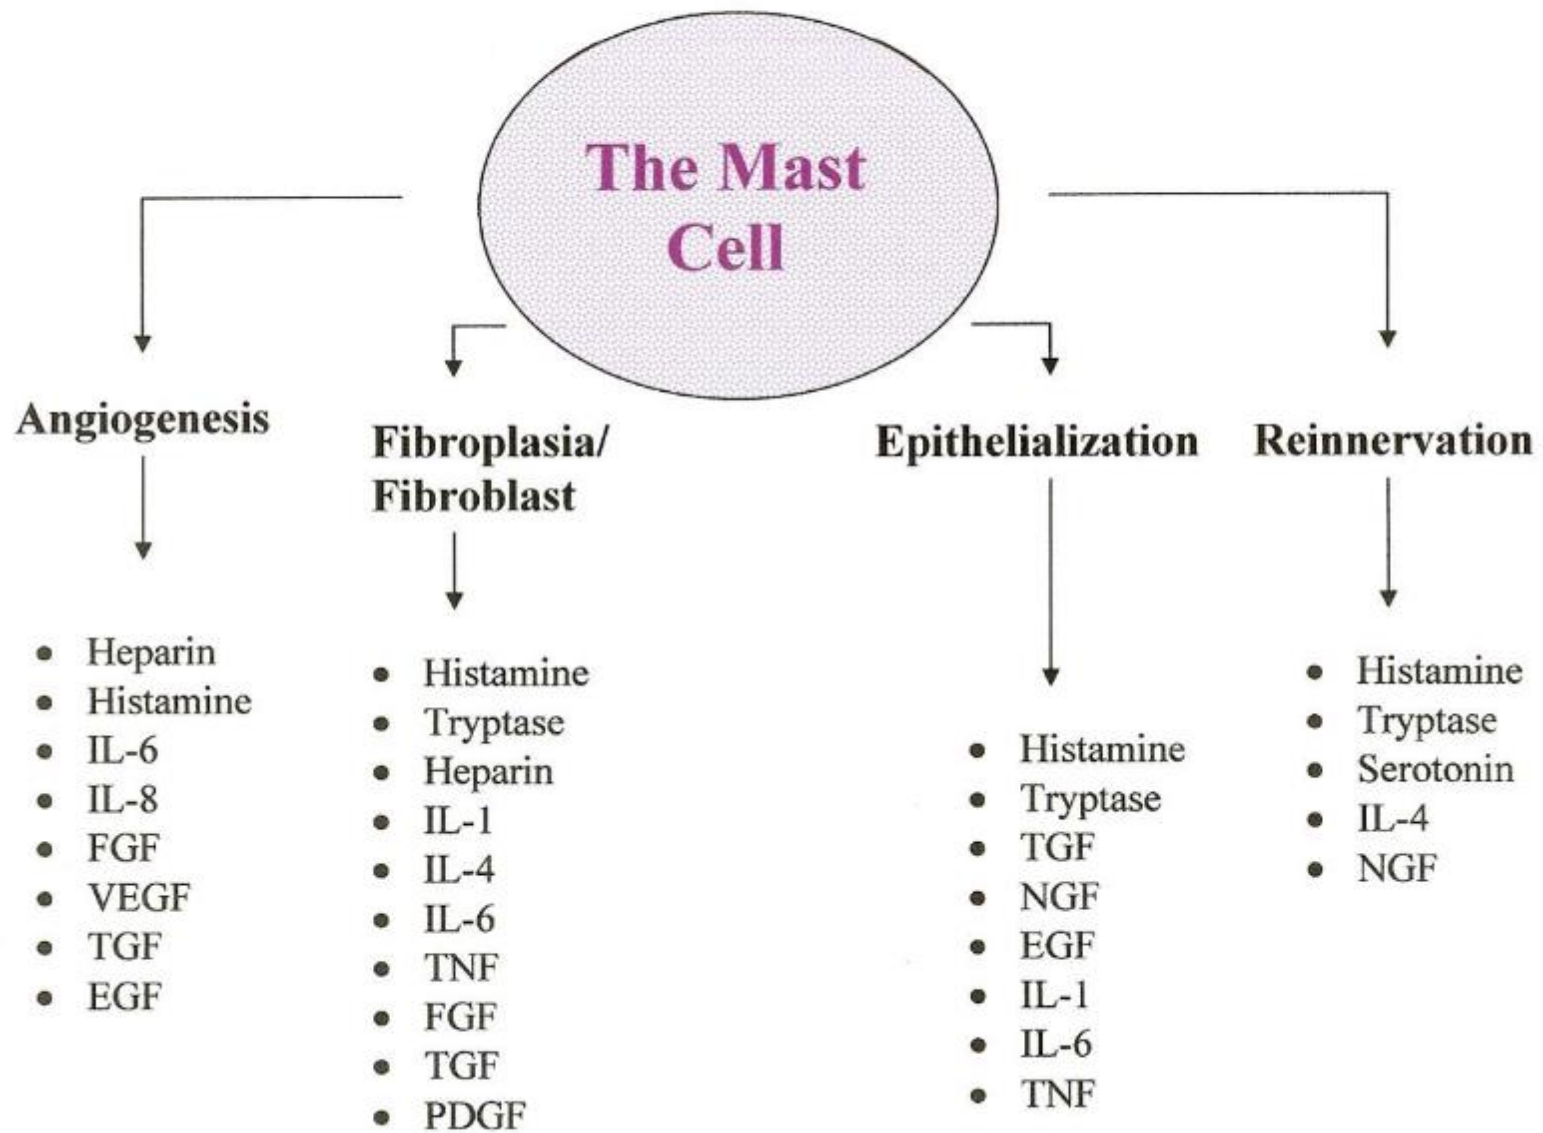 The Mast
Cell
Angiogenesis
Fibroplasia/
Fibroblast
Epithelialization
Reinnervation
• Heparin
• Histamine
• IL-6
• IL-8
• FGF
• VEGF
• TGF
• EGF
• Histamine
• Tryptase
• Heparin
• IL-1
• IL-4
• IL-6
• TNF
• FGF
• TGF
• PDGF
• Histamine
• Tryptase
• TGF
• NGF
• EGF
• IL-1
• IL-6
• TNF
• Histamine
• Tryptase
• Serotonin
• IL-4
• NGF